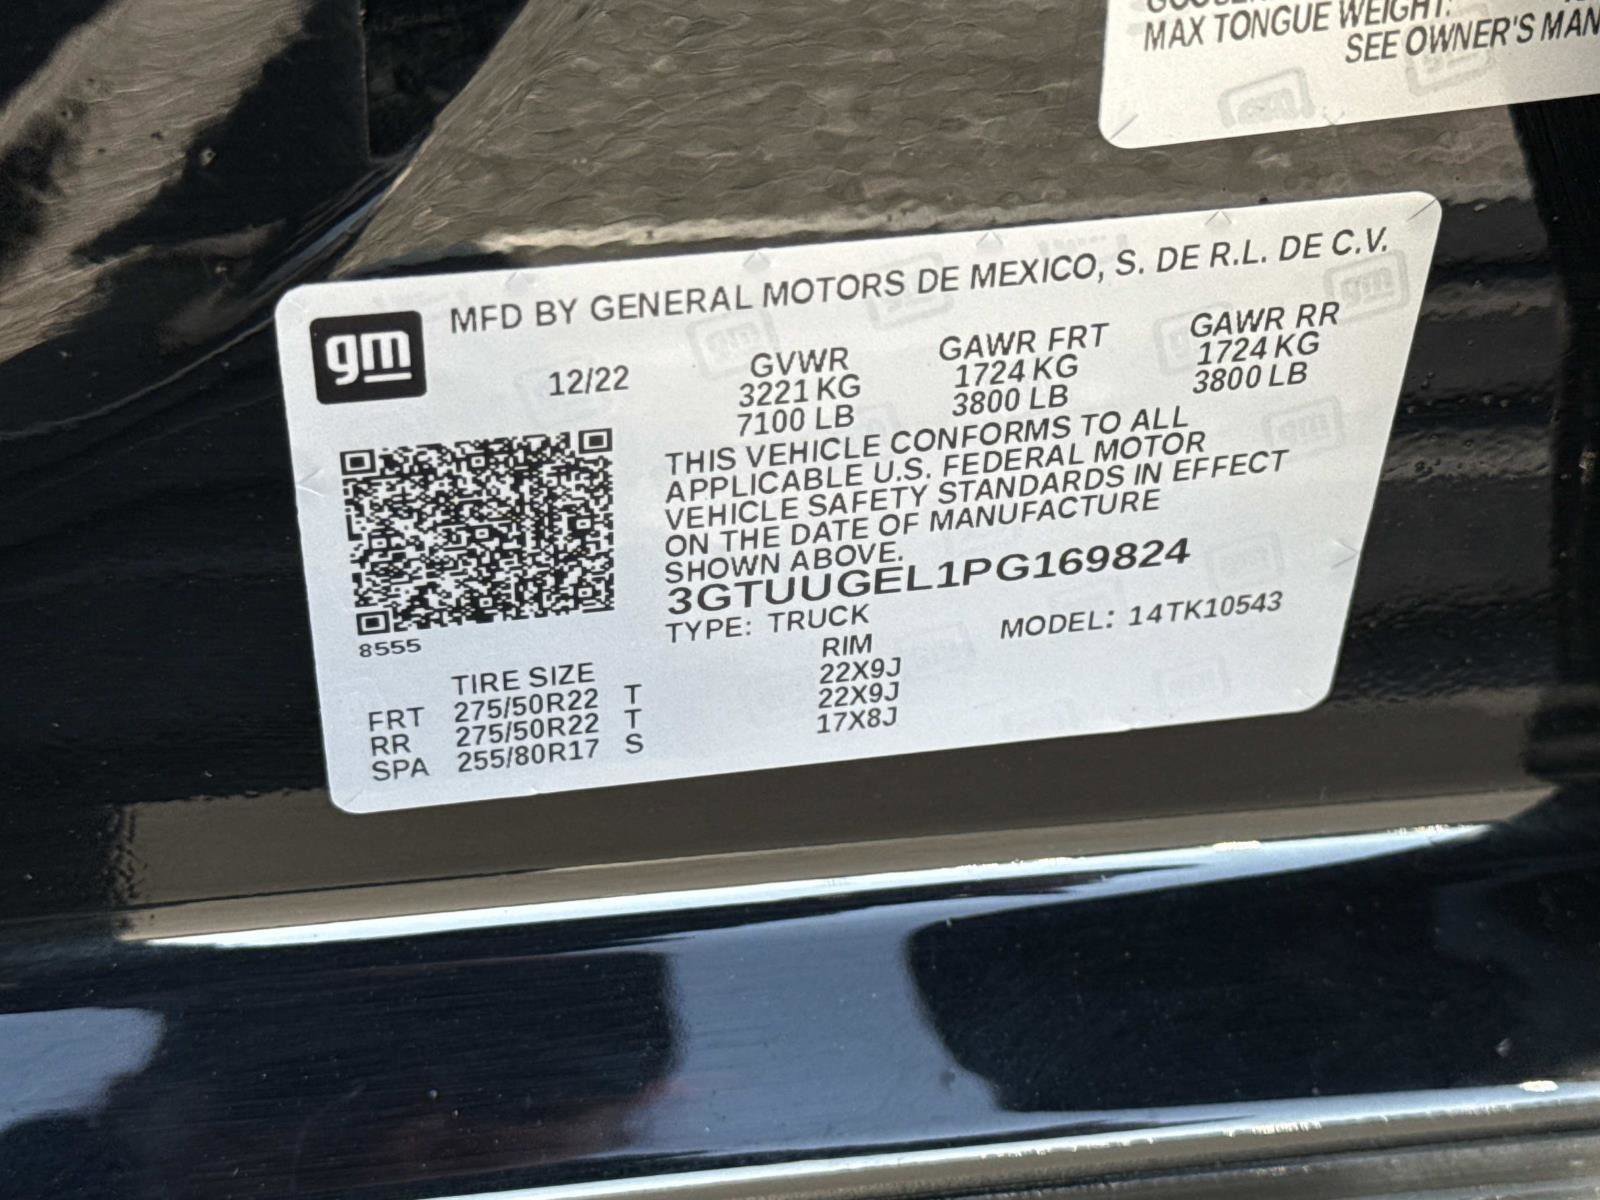 MAX TONGUE WEIGHT:
SEE OWNER'S MAN
gm
MFD BY GENERAL MOTORS DE MEXICO, S. DE R.L. DE C.V.
12/22
GVWR GAWR FRT GAWR RR
3221 KG 1724 KG 1724 KG
7100 LB 3800 LB 3800 LB
THIS VEHICLE CONFORMS TO ALL
APPLICABLE U.S. FEDERAL MOTOR
VEHICLE SAFETY STANDARDS IN EFFECT
ON THE DATE OF MANUFACTURE
SHOWN ABOVE.
3GTUUGEL1PG169824
TYPE: TRUCK MODEL: 14TK10543
8555
TIRE SIZE RIM
FRT 275/50R22 T 22X9J
RR 275/50R22 T 22X9J
SPA 255/80R17 S 17X8J